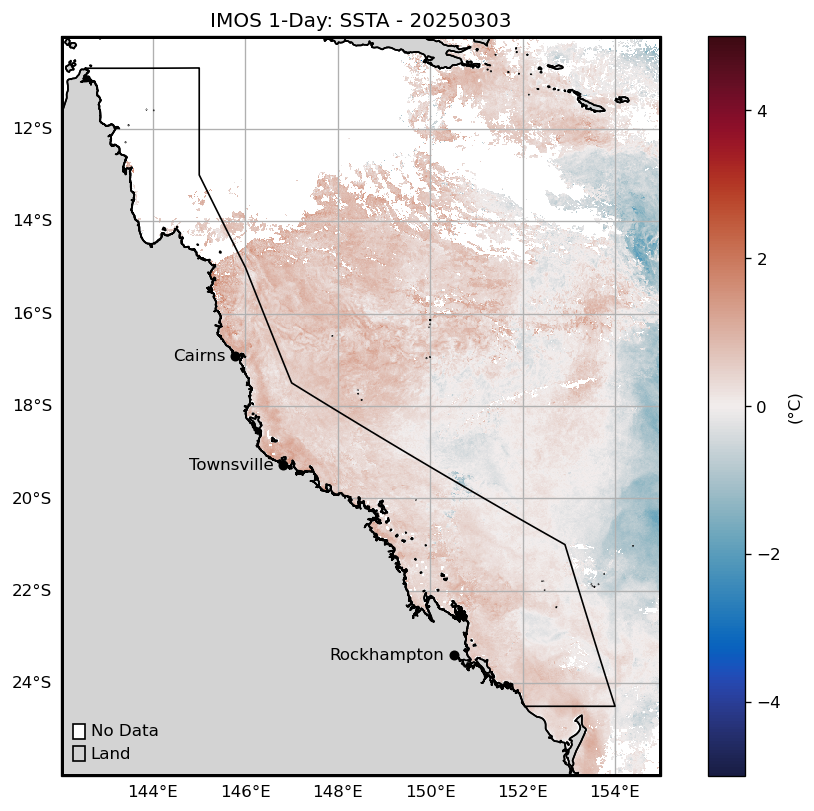 IMOS 1-Day: SSTA - 20250303
12°S
14°S
16°S
18°S
20°S
22°S
24°S
Cairns
Townsville
Rockhampton
No Data
Land
144°E
146°E
148°E
150°E
152°E
154°E
4
2
0
−2
−4
(°C)